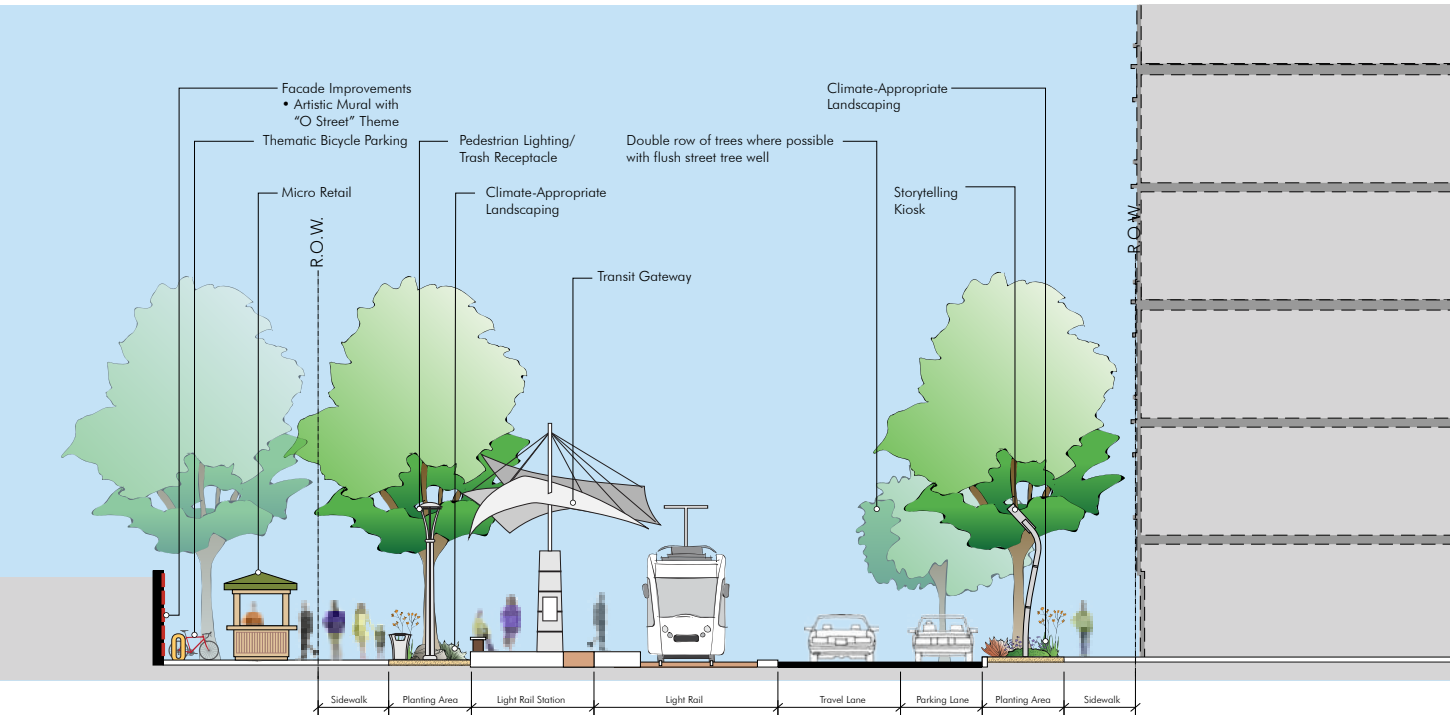 Facade Improvements
• Artistic Mural with
“O Street” Theme
Thematic Bicycle Parking
Micro Retail
R.O.W.
Pedestrian Lighting/
Trash Receptacle
Climate-Appropriate
Landscaping
Transit Gateway
Double row of trees where possible
with flush street tree well
Climate-Appropriate
Landscaping
Storytelling
Kiosk
R.O.W.
Sidewalk
Planting Area
Light Rail Station
Light Rail
Travel Lane
Parking Lane
Planting Area
Sidewalk